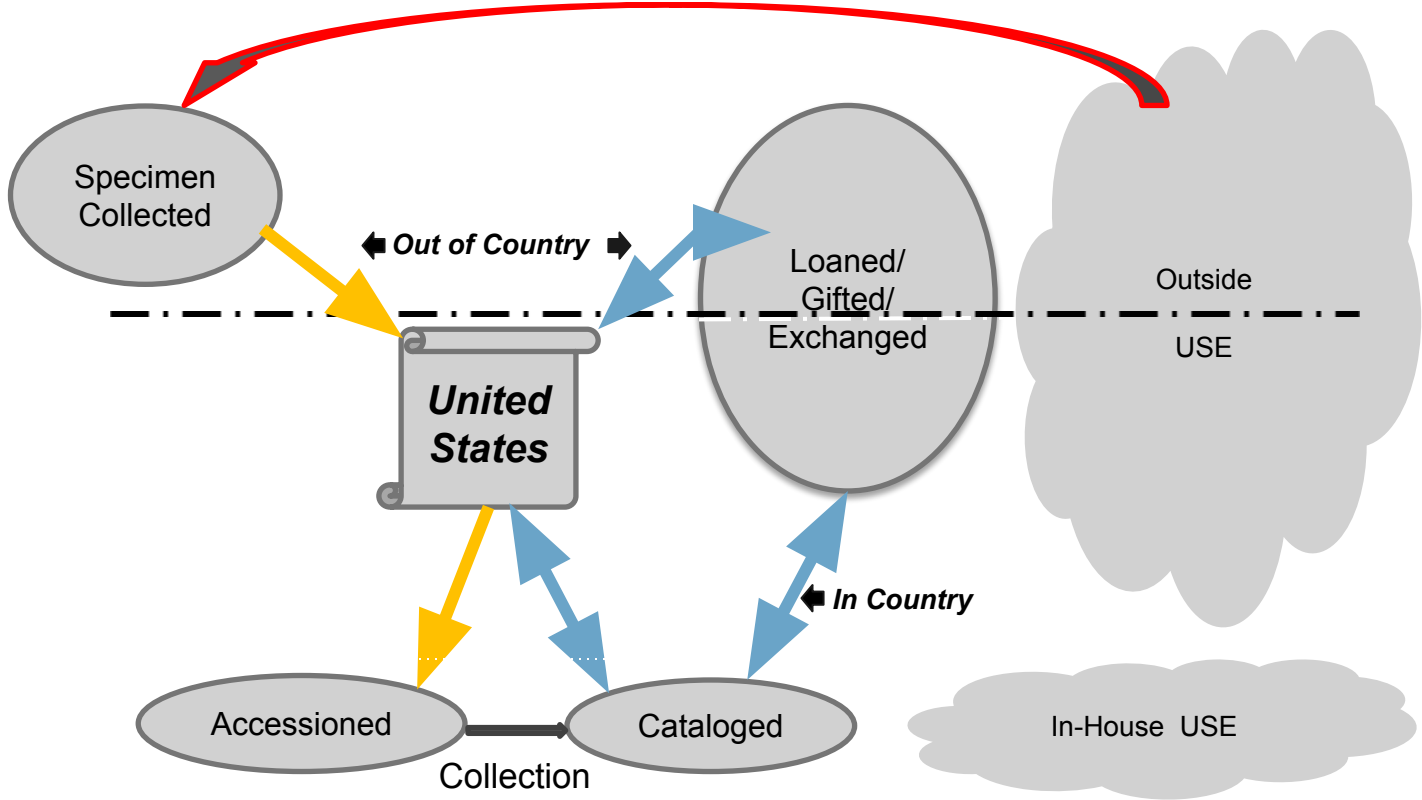 Specimen
Collected
Out of Country
Loaned/
Gifted/
Exchanged
Outside
USE
United
States
In Country
Accessioned
Cataloged
In-House USE
Collection